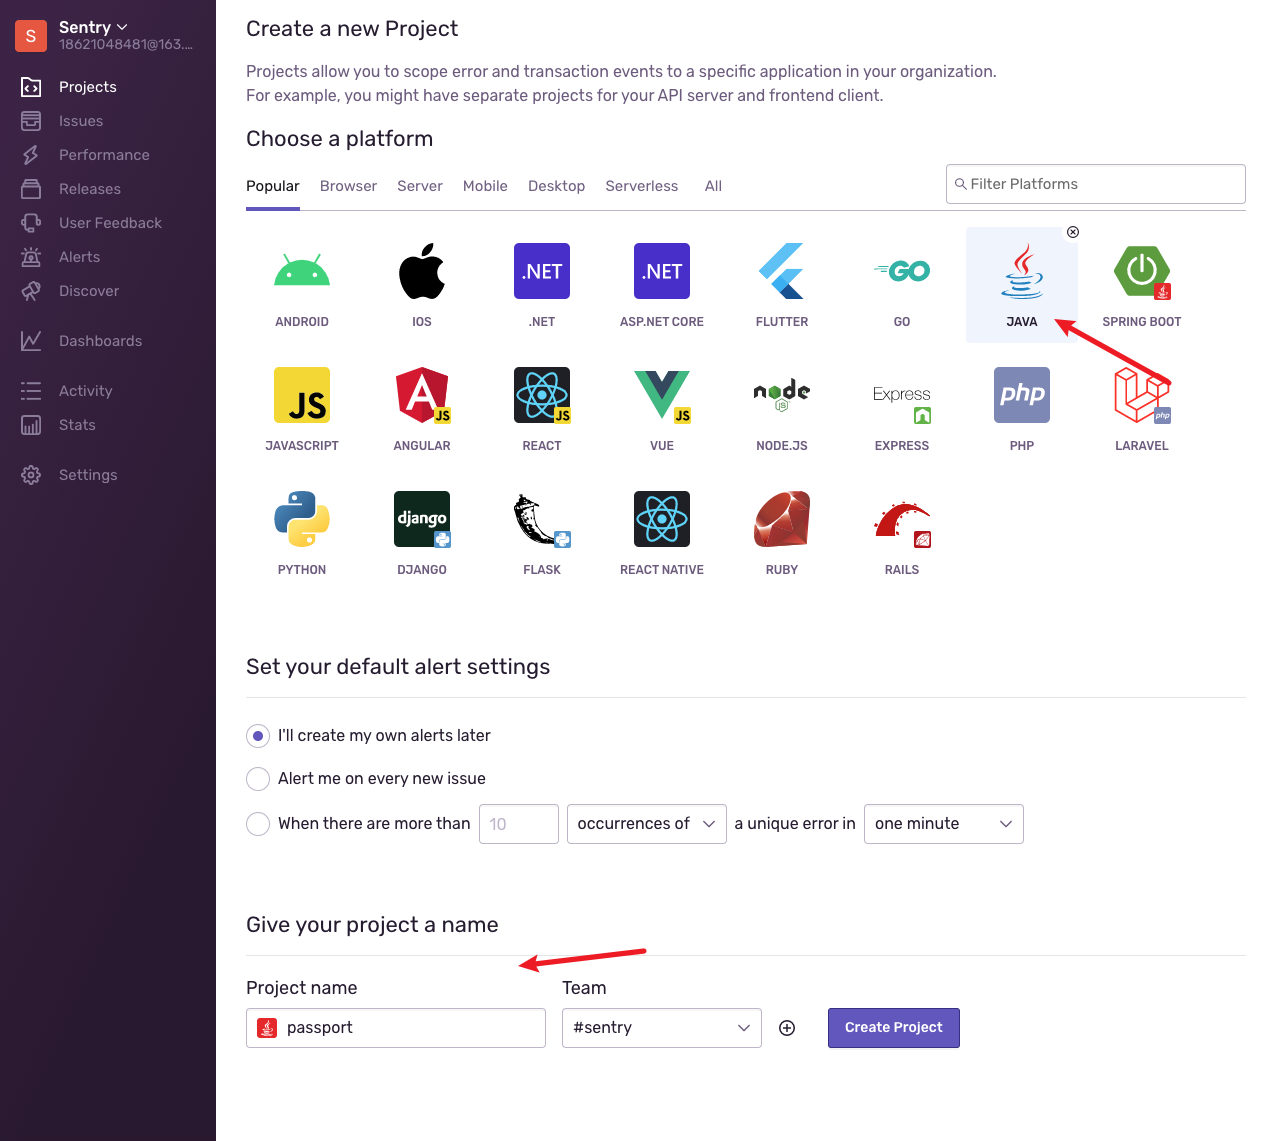 S
Sentry
18621048481@163....
Projects
Issues
Performance
Releases
User Feedback
Alerts
Discover
Dashboards
Activity
Stats
Settings
Create a new Project
Projects allow you to scope error and transaction events to a specific application in your organization.
For example, you might have separate projects for your API server and frontend client.
Choose a platform
Popular Browser Server Mobile Desktop Serverless All
Filter Platforms
.NET .NET GO
ANDROID IOS .NET ASP.NET CORE FLUTTER GO JAVA SPRING BOOT
JS A JS JS JS node JS Express php php
JAVASCRIPT ANGULAR REACT VUE NODE.JS EXPRESS PHP LARAVEL
django
PYTHON DJANGO FLASK REACT NATIVE RUBY RAILS
Set your default alert settings
I'll create my own alerts later
Alert me on every new issue
When there are more than 10 occurrences of a unique error in one minute
Give your project a name
Project name Team
passport #sentry Create Project